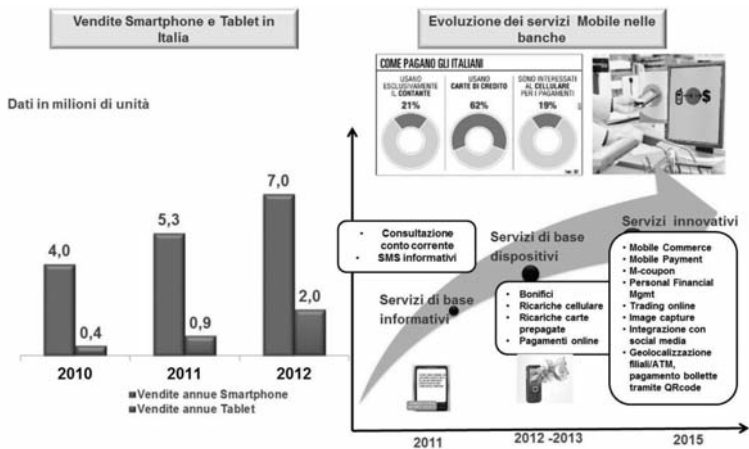 Vendite Smartphone e Tablet in
Italia
Evoluzione dei servizi Mobile nelle
banche
Dati in milioni di unità
4,0
0,4
5,3
0,9
7,0
2,0
2010
2011
2012
Vendite annue Smartphone
Vendite annue Tablet
COME PAGANO GLI ITALIANI
USANO
ESCLUSIVAMENTE
IL CONTANTE
21%
USANO
CARTE DI CREDITO
62%
SONO INTERESSATI
AL CELLULARE
PER I PAGAMENTI
19%
$
• Consultazione
conto corrente
• SMS informativi
Servizi di base
informativi
Servizi di base
dispositivi
• Bonifici
• Ricariche cellulare
• Ricariche carte
prepagate
• Pagamenti online
Servizi innovativi
• Mobile Commerce
• Mobile Payment
• M-coupon
• Personal Financial
Mgmt
• Trading online
• Image capture
• Integrazione con
social media
• Geolocalizzazione
filiali/ATM,
pagamento bollette
tramite QRcode
2011
2012 -2013
2015